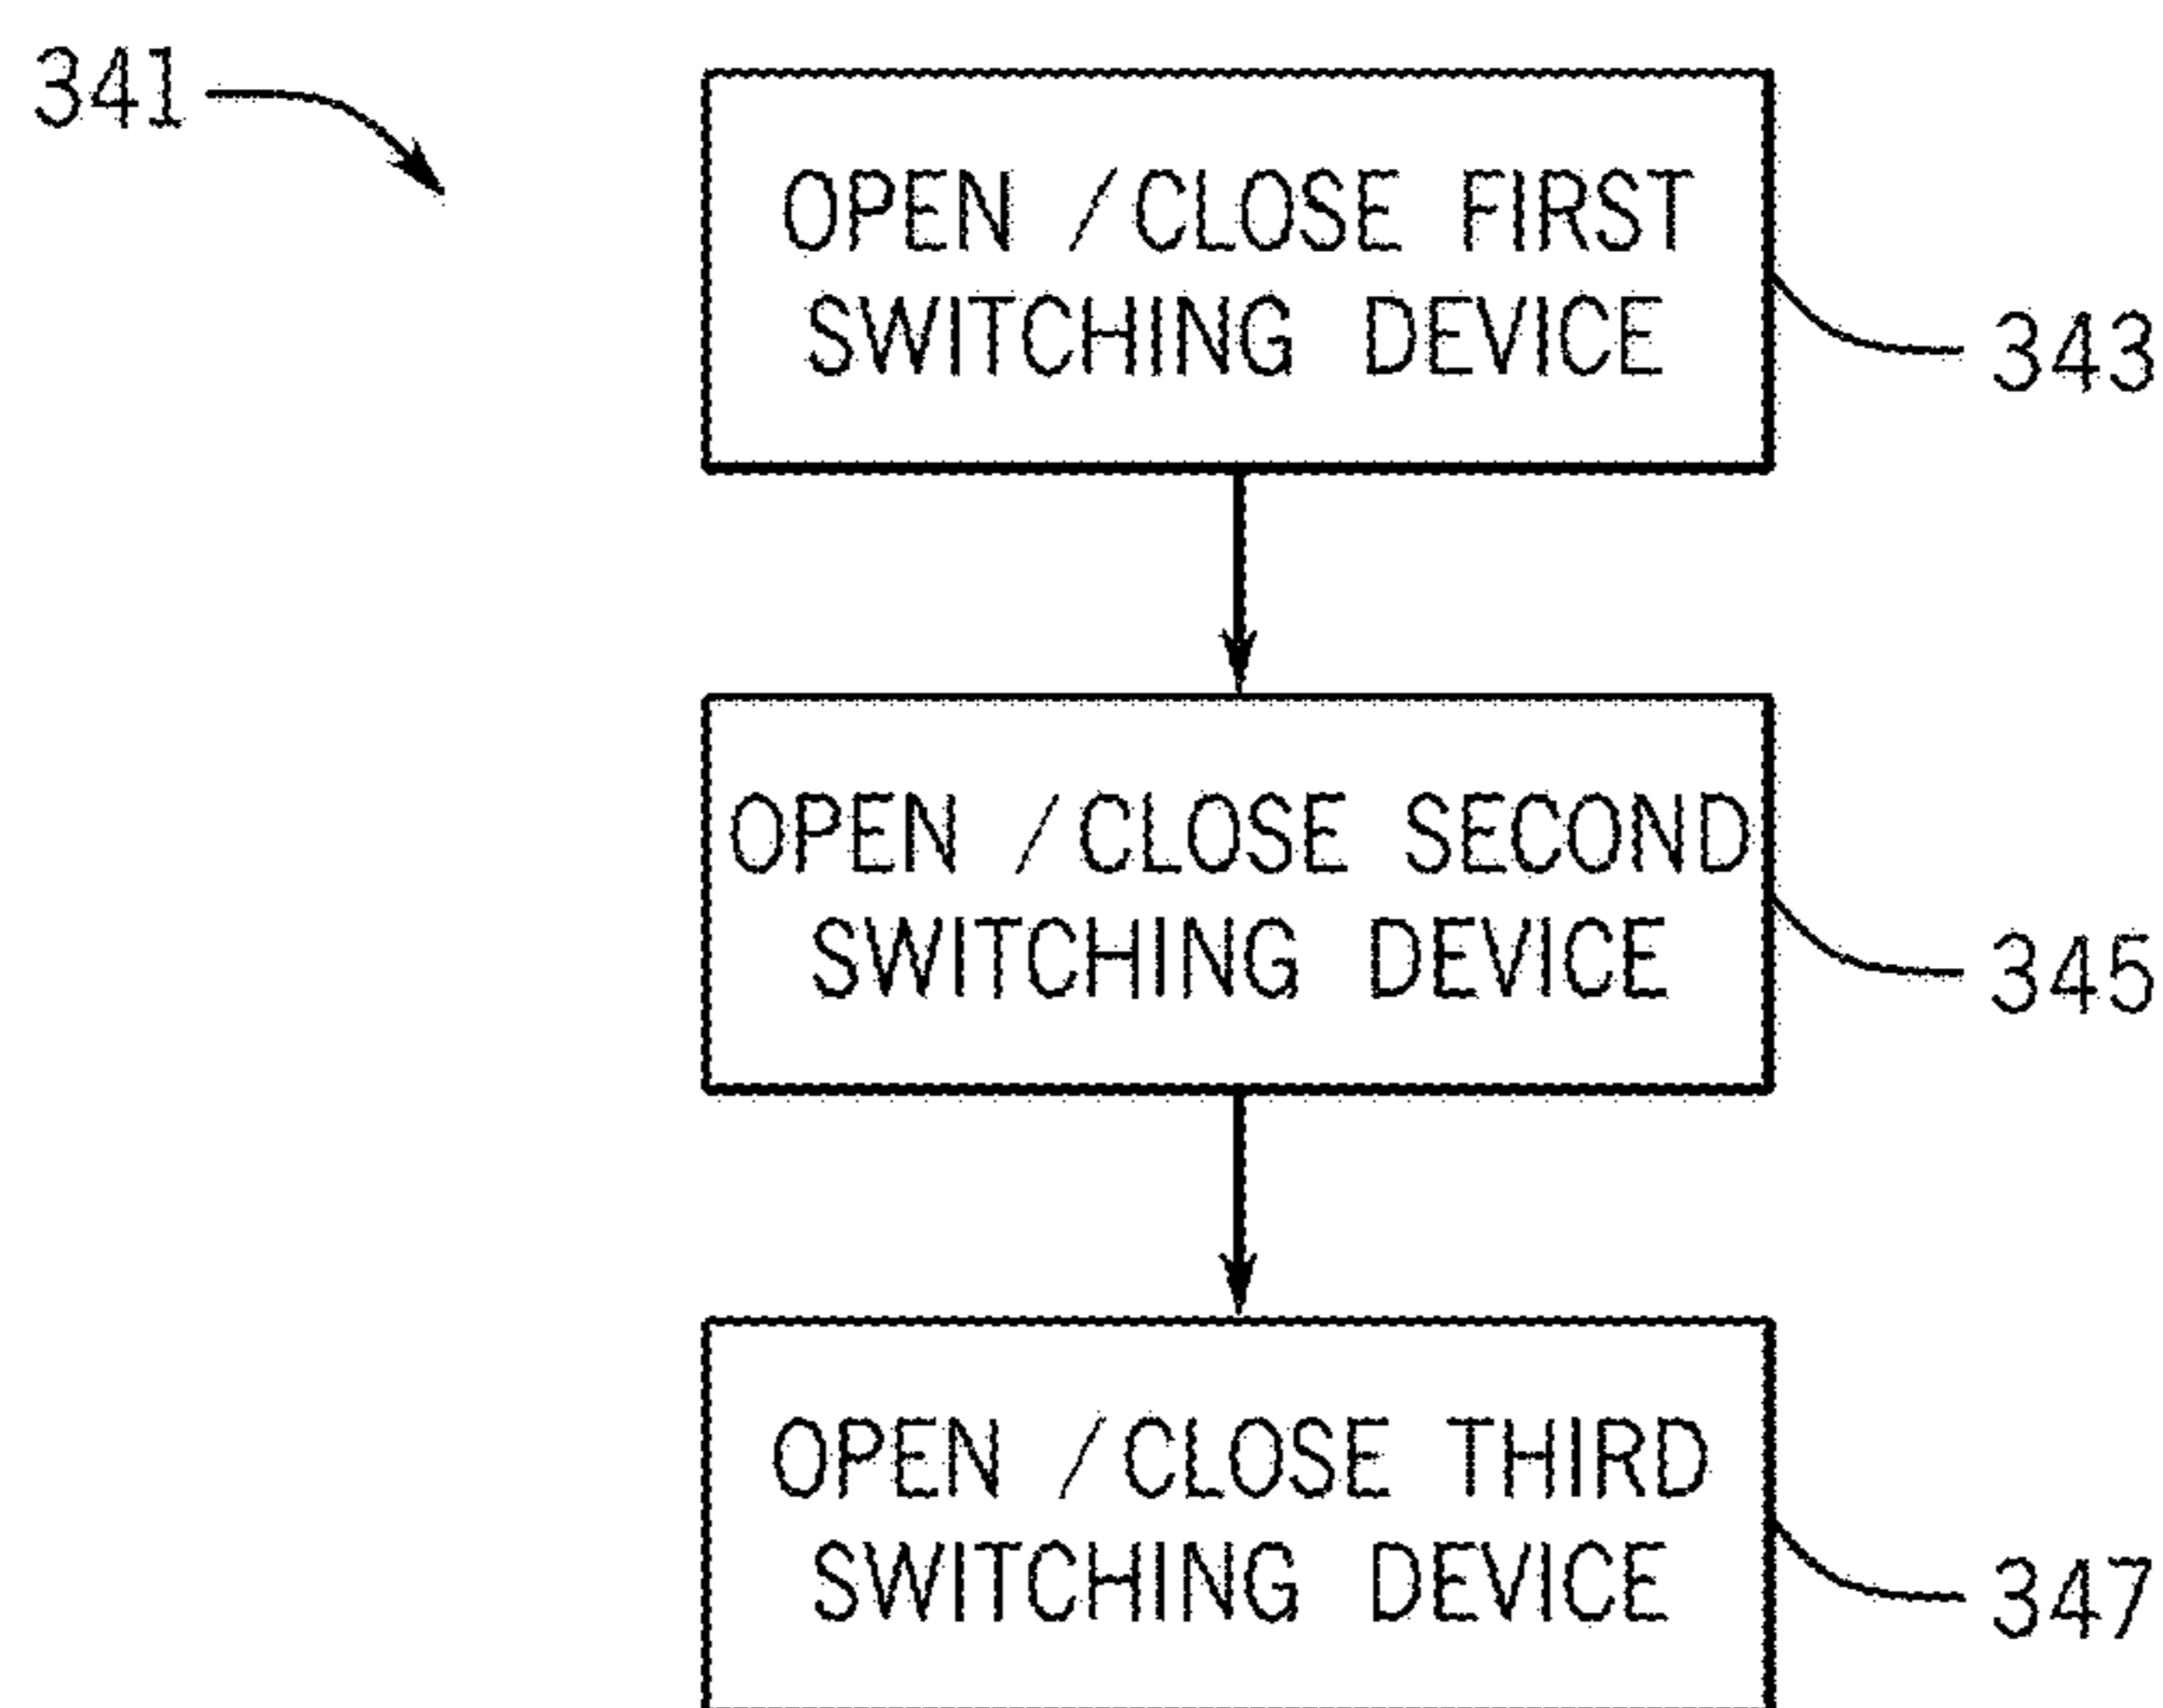 341
OPEN /CLOSE FIRST
SWITCHING DEVICE
343
OPEN /CLOSE SECOND
SWITCHING DEVICE
345
OPEN /CLOSE THIRD
SWITCHING DEVICE
347